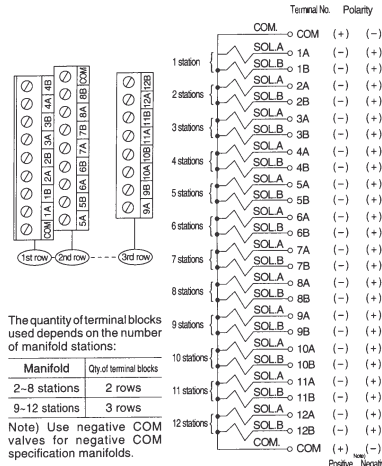 Terminal No. Polarity
COM. COM (+) (−)
1 station SOL.A 1A (−) (+)
SOL.B 1B (−) (+)
2 stations SOL.A 2A (−) (+)
SOL.B 2B (−) (+)
3 stations SOL.A 3A (−) (+)
SOL.B 3B (−) (+)
4 stations SOL.A 4A (−) (+)
SOL.B 4B (−) (+)
5 stations SOL.A 5A (−) (+)
SOL.B 5B (−) (+)
6 stations SOL.A 6A (−) (+)
SOL.B 6B (−) (+)
7 stations SOL.A 7A (−) (+)
SOL.B 7B (−) (+)
8 stations SOL.A 8A (−) (+)
SOL.B 8B (−) (+)
9 stations SOL.A 9A (−) (+)
SOL.B 9B (−) (+)
10 stations SOL.A 10A (−) (+)
SOL.B 10B (−) (+)
11 stations SOL.A 11A (−) (+)
SOL.B 11B (−) (+)
12 stations SOL.A 12A (−) (+)
SOL.B 12B (−) (+)
COM. COM (+) (−)
Note)
Positive Negative
COM 1A 1B 2A 2B 3A 3B 4A 4B
5A 5B 6A 6B 7A 7B 8A 8B COM
9A 9B 10A 10B 11A 11B 12A 12B
1st row 2nd row 3rd row
The quantity of terminal blocks
used depends on the number
of manifold stations:
Manifold Qty.of terminal blocks
2~8 stations 2 rows
9~12 stations 3 rows
Note) Use negative COM
valves for negative COM
specification manifolds.